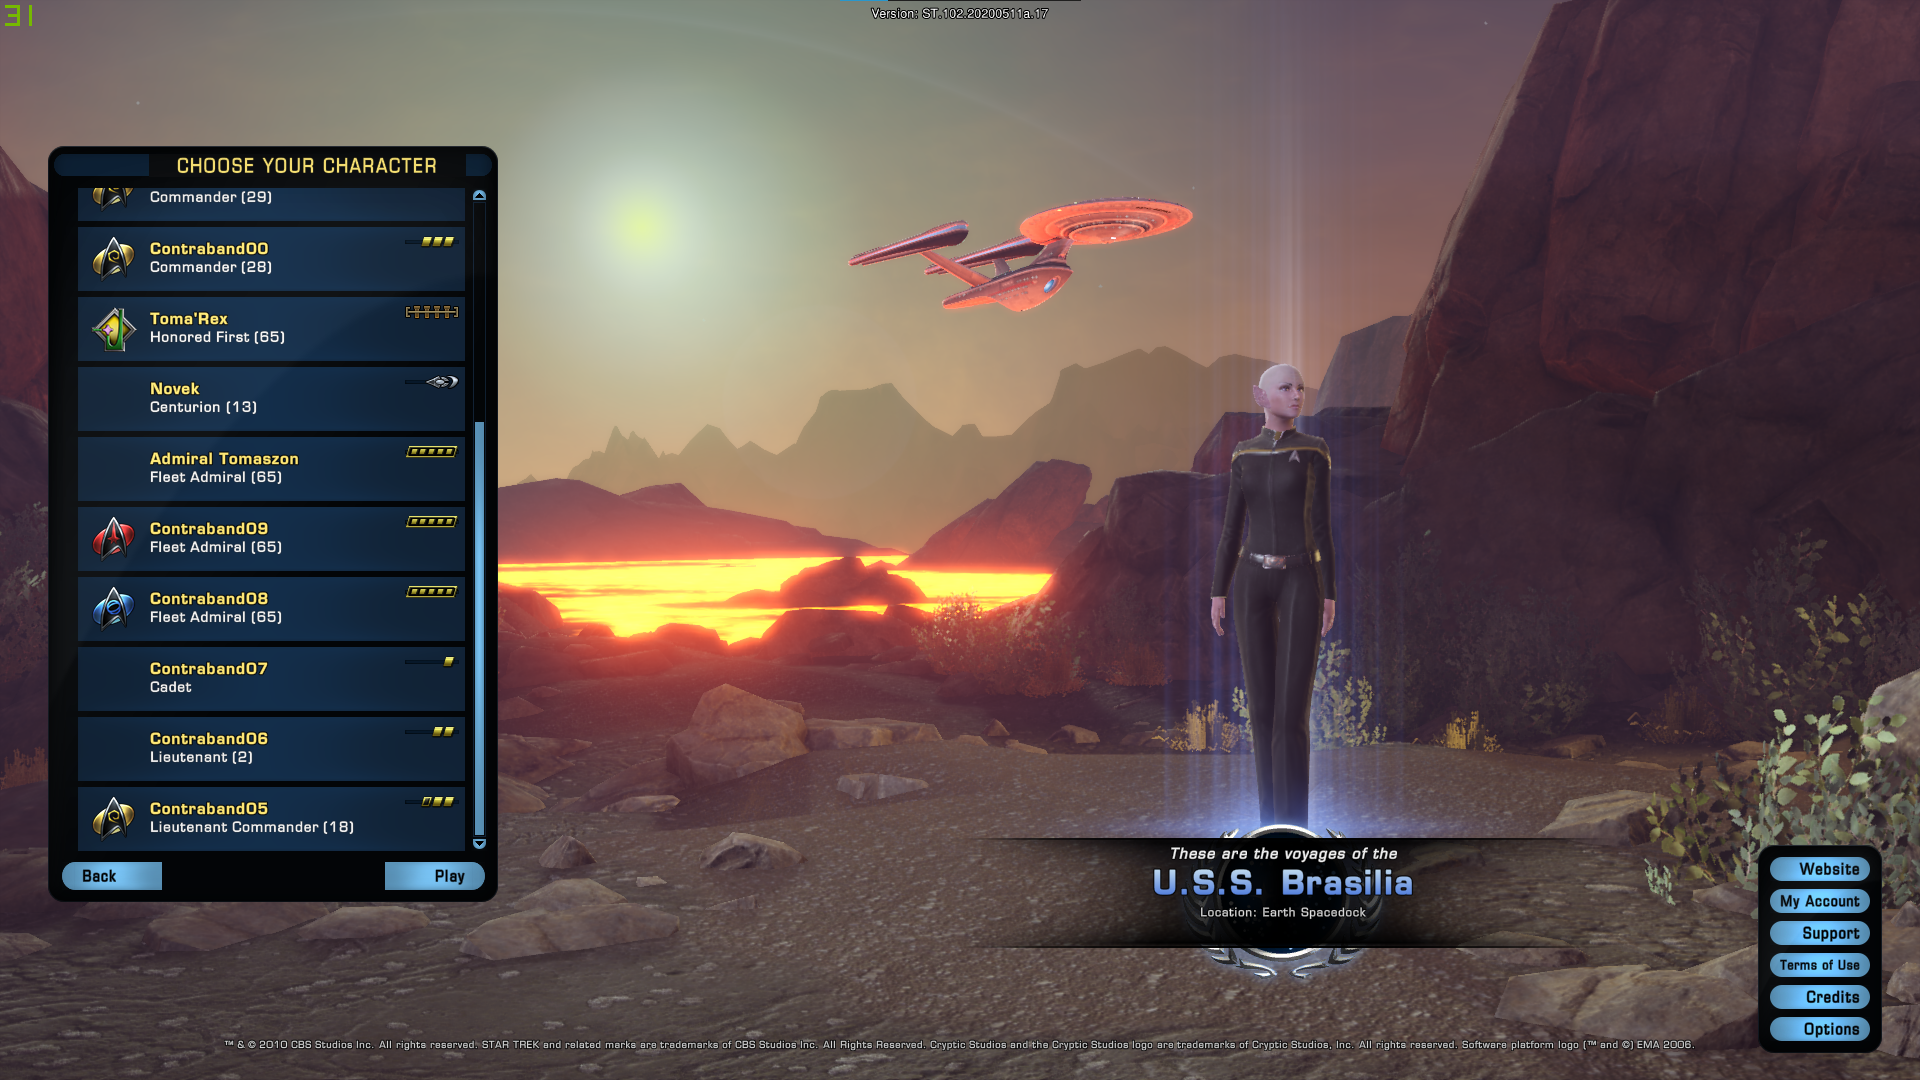 31
Version: ST.102.20200511a.17
CHOOSE YOUR CHARACTER
Commander (29)
Contraband00
Commander (28)
Toma'Rex
Honored First (65)
Novek
Centurion (13)
Admiral Tomaszon
Fleet Admiral (65)
Contraband09
Fleet Admiral (65)
Contraband08
Fleet Admiral (65)
Contraband07
Cadet
Contraband06
Lieutenant (2)
Contraband05
Lieutenant Commander (18)
Back
Play
These are the voyages of the
U.S.S. Brasilia
Location: Earth Spacedock
Website
My Account
Support
Terms of Use
Credits
Options
™ & © 2010 CBS Studios Inc. All rights reserved. STAR TREK and related marks are trademarks of CBS Studios Inc. All Rights Reserved. Cryptic Studios and the Cryptic Studios logo are trademarks of Cryptic Studios, Inc. All rights reserved. Software platform logo (™ and ©) EMA 2006.